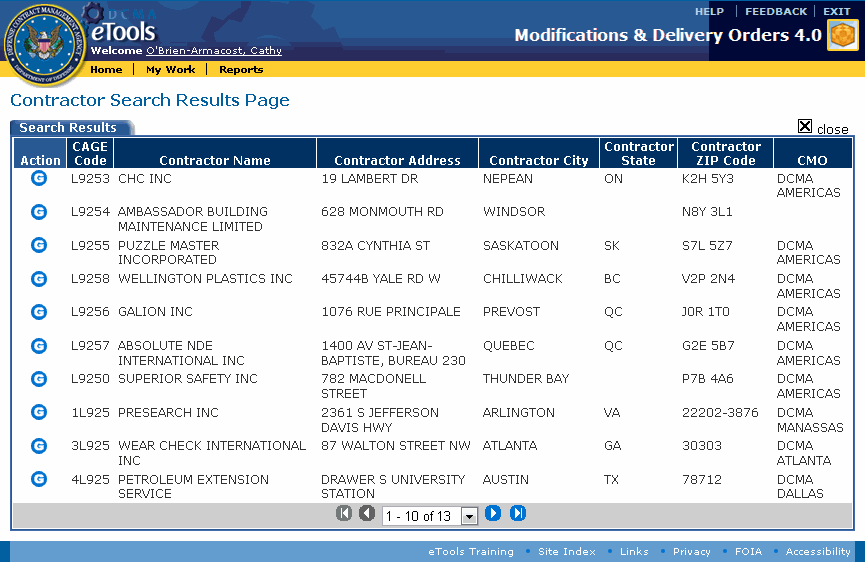 HELP | FEEDBACK | EXIT
DCMA
eTools
Modifications & Delivery Orders 4.0
Welcome O'Brien-Armacost, Cathy
DEFENSE CONTRACT MANAGEMENT AGENCY
DEPARTMENT OF DEFENSE
Home | My Work | Reports
Contractor Search Results Page
Search Results
close
Action CAGE Code Contractor Name Contractor Address Contractor City Contractor State Contractor ZIP Code CMO
G L9253 CHC INC 19 LAMBERT DR NEPEAN ON K2H 5Y3 DCMA
AMERICAS
G L9254 AMBASSADOR BUILDING 628 MONMOUTH RD WINDSOR N8Y 3L1
MAINTENANCE LIMITED
G L9255 PUZZLE MASTER 832A CYNTHIA ST SASKATOON SK S7L 5Z7 DCMA
INCORPORATED AMERICAS
G L9258 WELLINGTON PLASTICS INC 45744B YALE RD W CHILLIWACK BC V2P 2N4 DCMA
AMERICAS
G L9256 GALION INC 1076 RUE PRINCIPALE PREVOST QC J0R 1T0 DCMA
AMERICAS
G L9257 ABSOLUTE NDE 1400 AV ST-JEAN- QUEBEC QC G2E 5B7 DCMA
INTERNATIONAL INC BAPTISTE, BUREAU 230 AMERICAS
G L9250 SUPERIOR SAFETY INC 782 MACDONELL THUNDER BAY P7B 4A6 DCMA
STREET AMERICAS
G 1L925 PRESEARCH INC 2361 S JEFFERSON ARLINGTON VA 22202-3876 DCMA
DAVIS HWY MANASSAS
G 3L925 WEAR CHECK INTERNATIONAL 87 WALTON STREET NW ATLANTA GA 30303 DCMA
INC ATLANTA
G 4L925 PETROLEUM EXTENSION DRAWER S UNIVERSITY AUSTIN TX 78712 DCMA
SERVICE STATION DALLAS
1 - 10 of 13
eTools Training • Site Index • Links • Privacy • FOIA • Accessibility